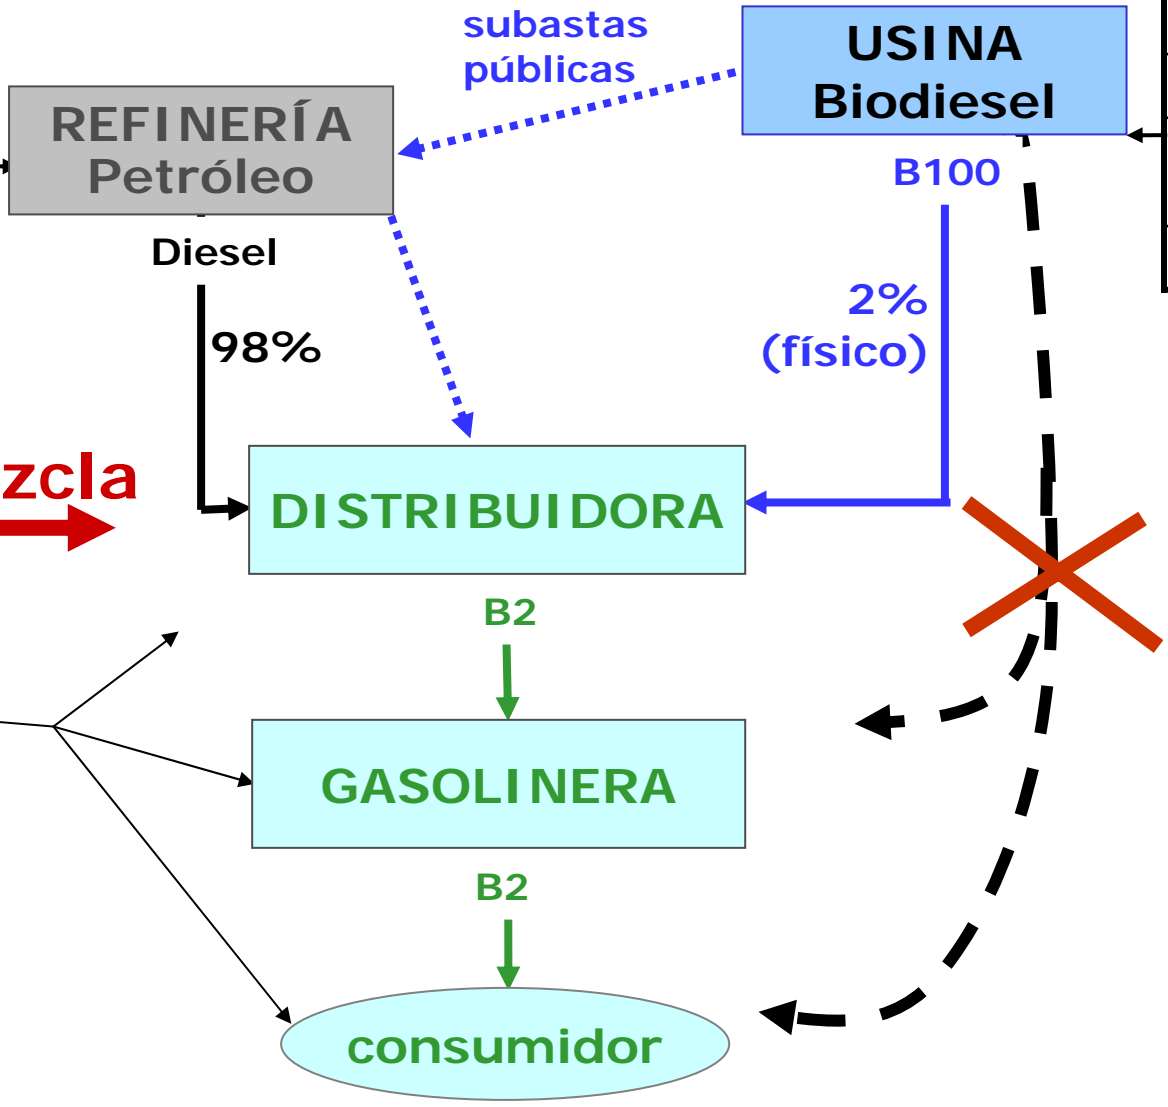 subastas
públicas
USINA
Biodiesel
REFINERÍA
Petróleo
B100
Diesel
2%
(físico)
98%
zcla
DISTRIBUIDORA
B2
GASOLINERA
B2
consumidor